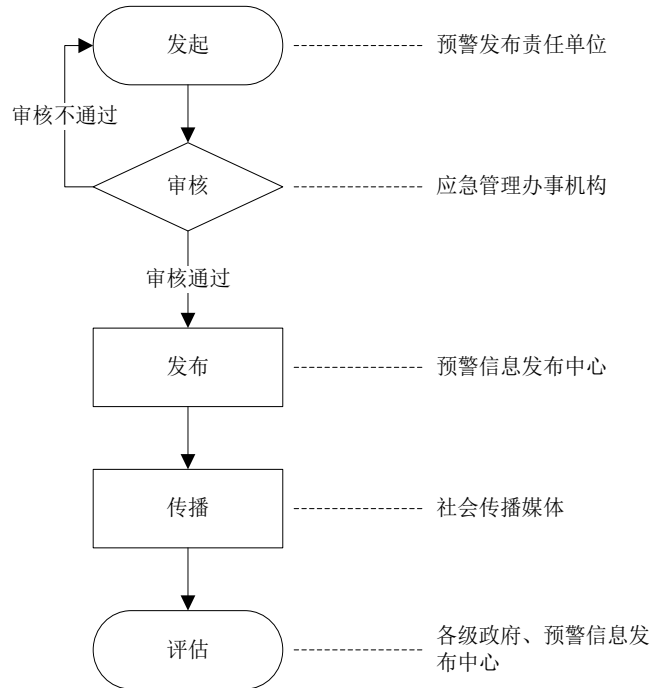 发起
预警发布责任单位
审核不通过
审核
应急管理办事机构
审核通过
发布
预警信息发布中心
传播
社会传播媒体
评估
各级政府、预警信息发
布中心